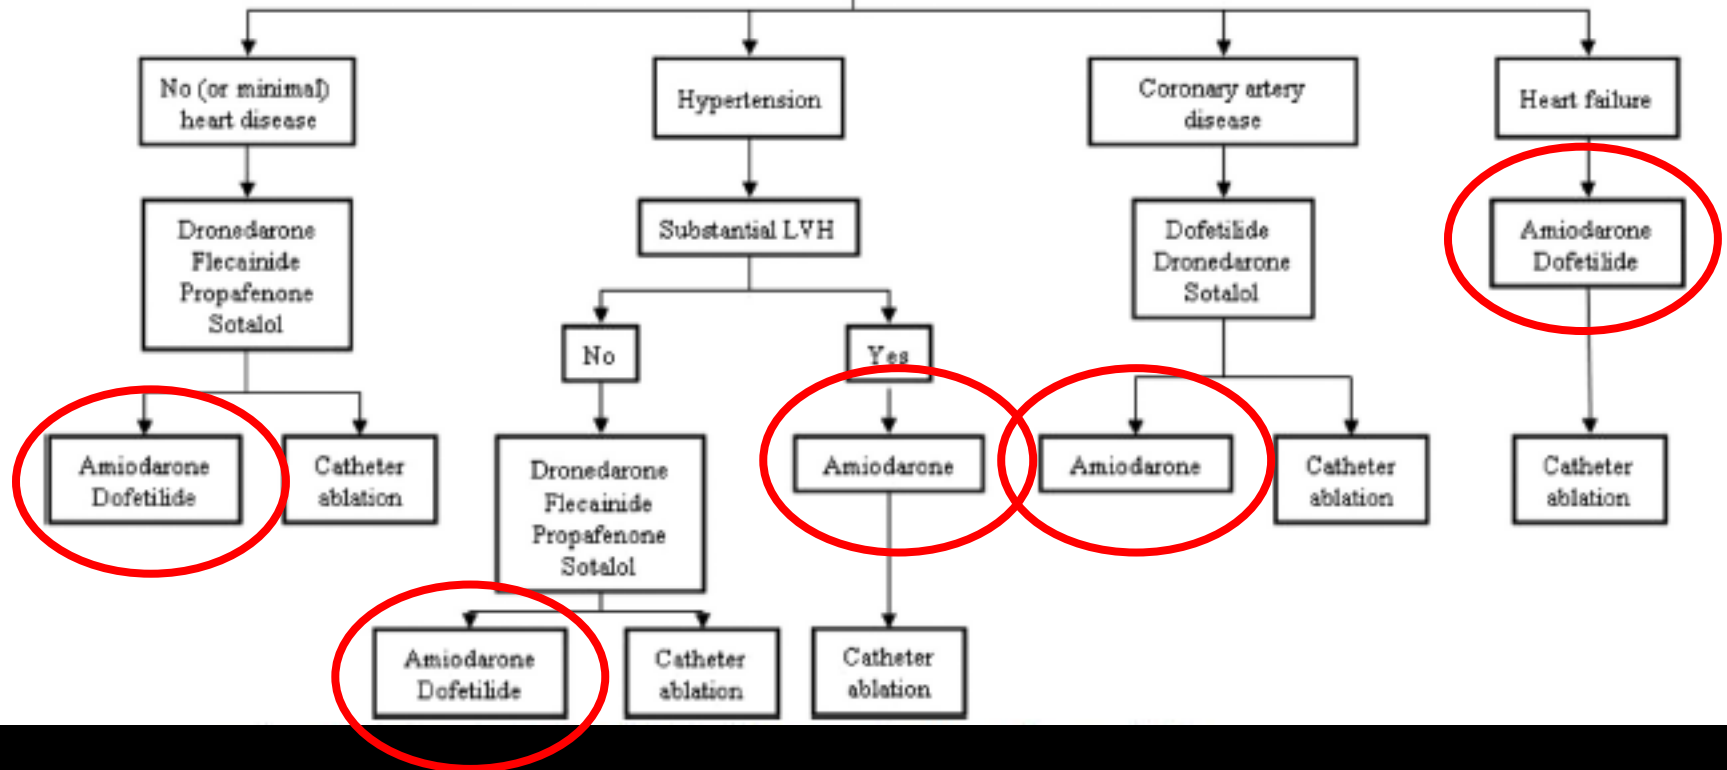 No (or minimal)
heart disease
Hypertension
Coronary artery
disease
Heart failure
Dronedarone
Flecainide
Propafenone
Sotalol
Substantial LVH
Dofetilide
Dronedarone
Sotalol
Amiodarone
Dofetilide
No
Yes
Amiodarone
Dofetilide
Catheter
ablation
Dronedarone
Flecainide
Propafenone
Sotalol
Amiodarone
Amiodarone
Catheter
ablation
Catheter
ablation
Amiodarone
Dofetilide
Catheter
ablation
Catheter
ablation